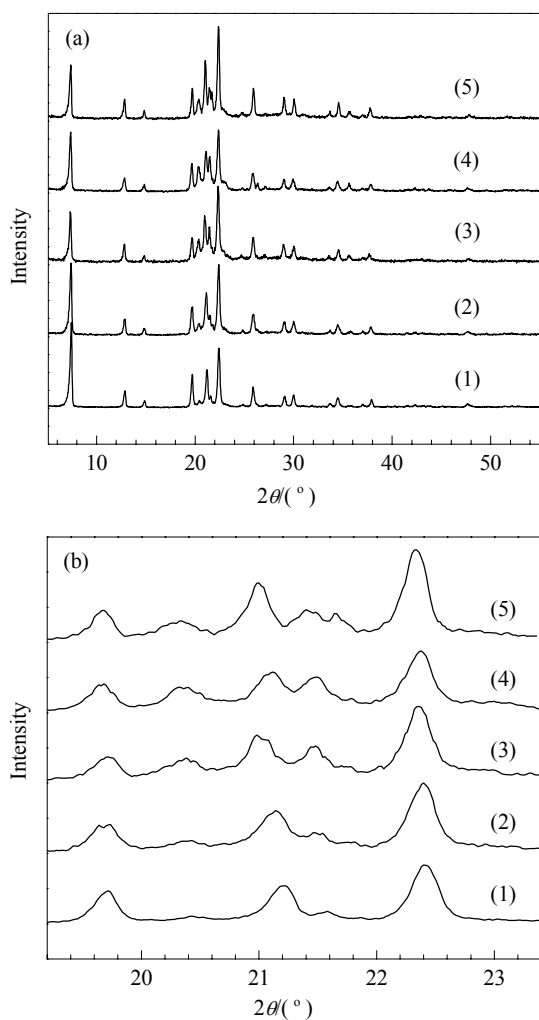 (a)
(5)
(4)
(3)
(2)
(1)
Intensity
10 20 30 40 50
2θ/( ° )
(b)
(5)
(4)
(3)
(2)
(1)
Intensity
20 21 22 23
2θ/( ° )